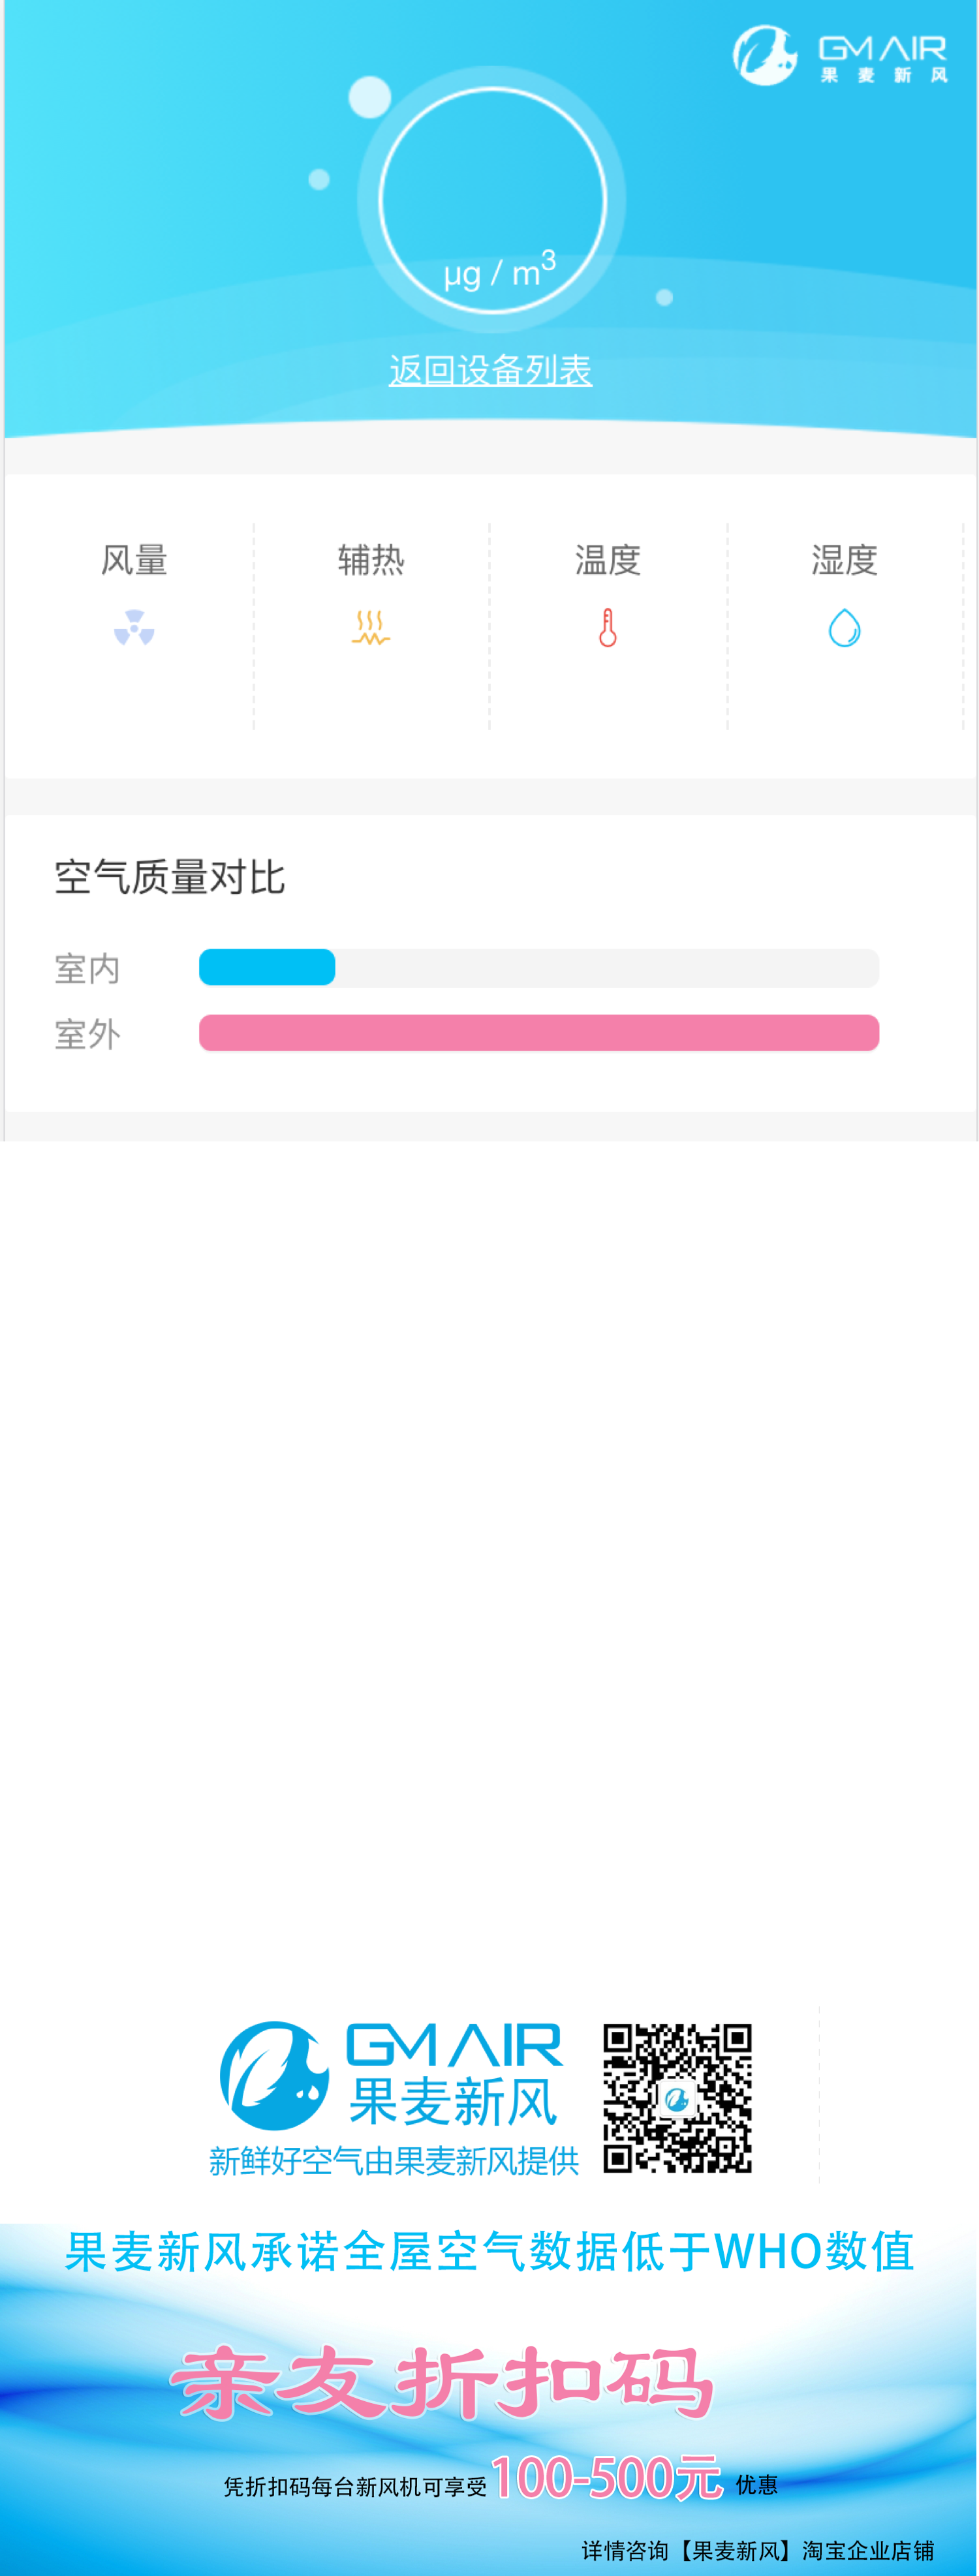 GMAIR
果麦新风
μg / m³
返回设备列表
风量 辅热 温度 湿度
空气质量对比
室内
室外
GMAIR
果麦新风
新鲜好空气由果麦新风提供
果麦新风承诺全屋空气数据低于WHO数值
亲友折扣码
凭折扣码每台新风机可享受100-500元 优惠
详情咨询【果麦新风】淘宝企业店铺